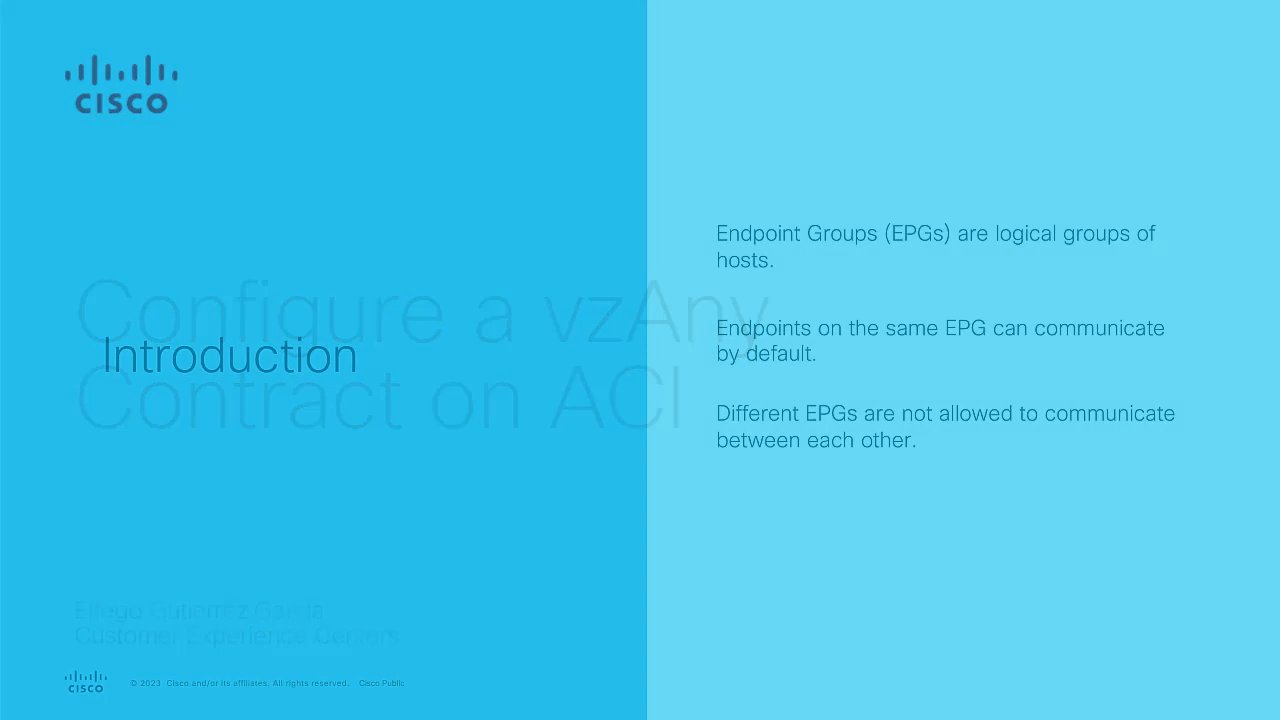 CISCO
Configure a vzAny
Contract on ACI
Introduction
Endpoint Groups (EPGs) are logical groups of
hosts.
Endpoints on the same EPG can communicate
by default.
Different EPGs are not allowed to communicate
between each other.
Gutierrez García
Customer Experience Centers
CISCO
© 2023 Cisco and/or its affiliates. All rights reserved. Cisco Public